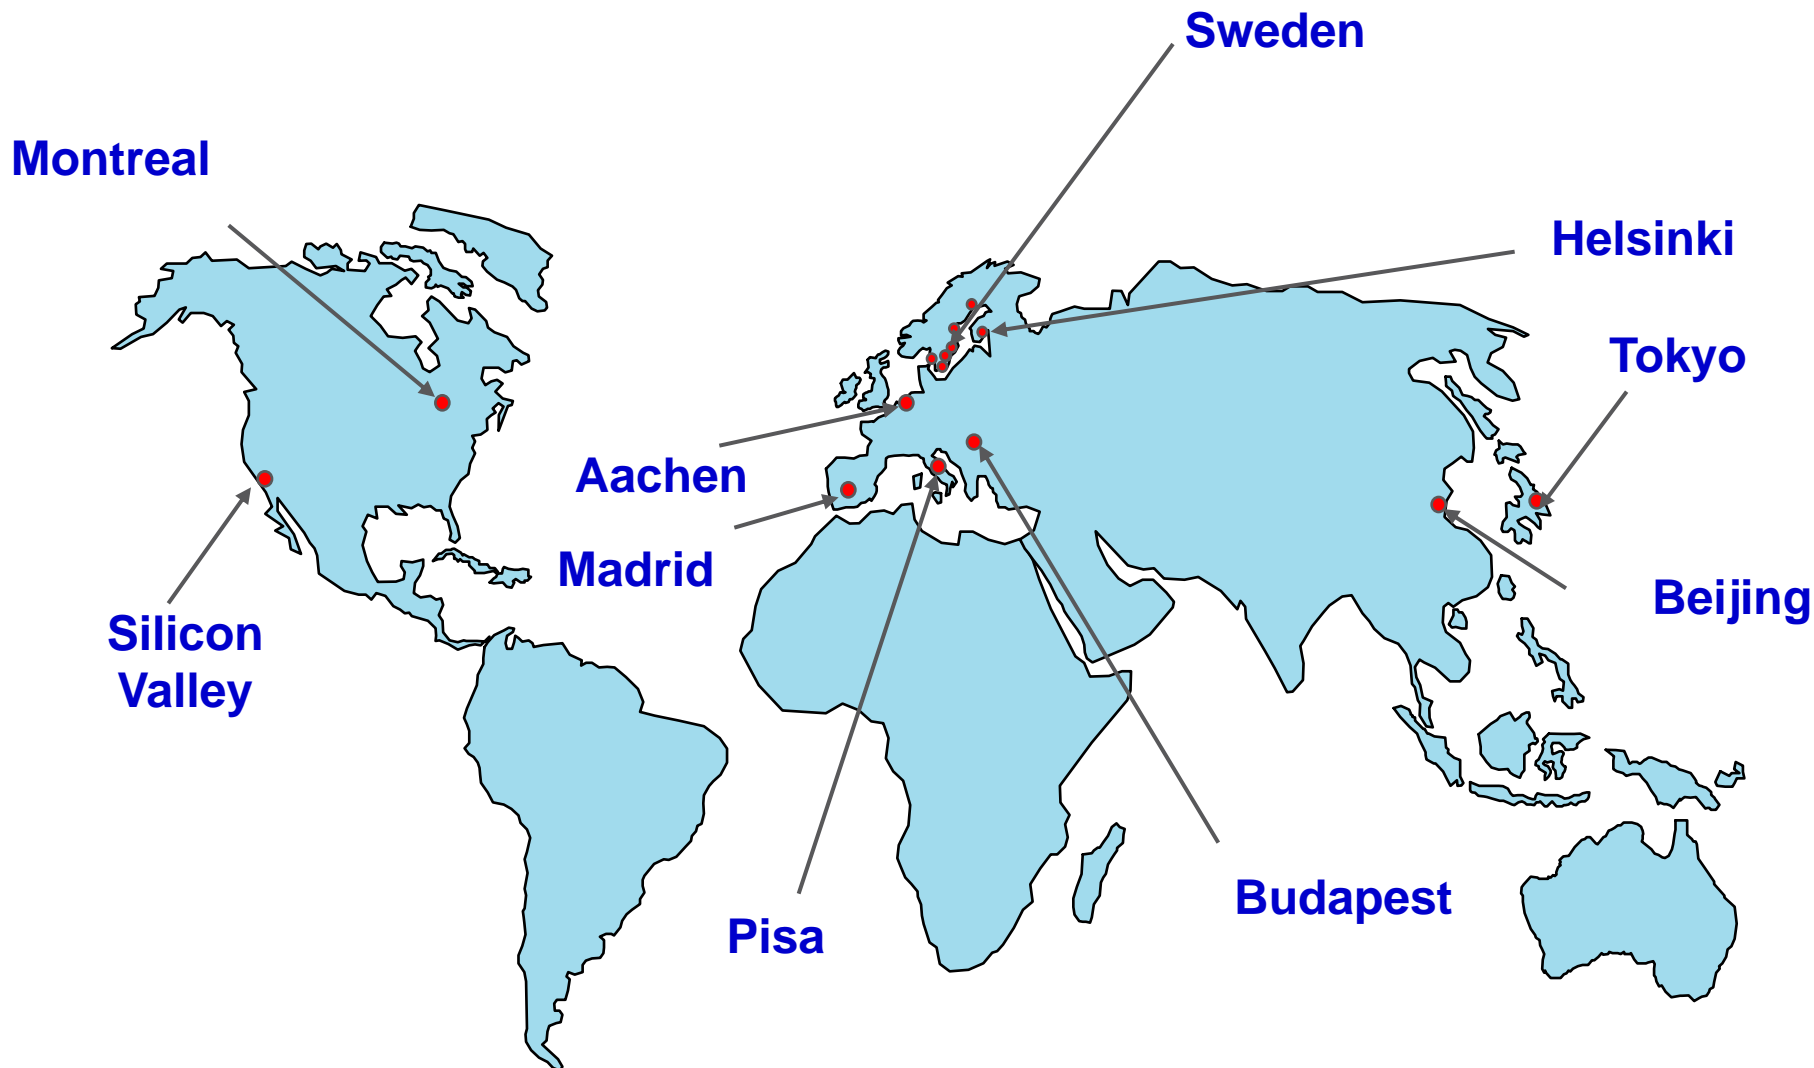 Sweden
Montreal
Helsinki
Tokyo
Aachen
Madrid
Beijing
Silicon
Valley
Budapest
Pisa